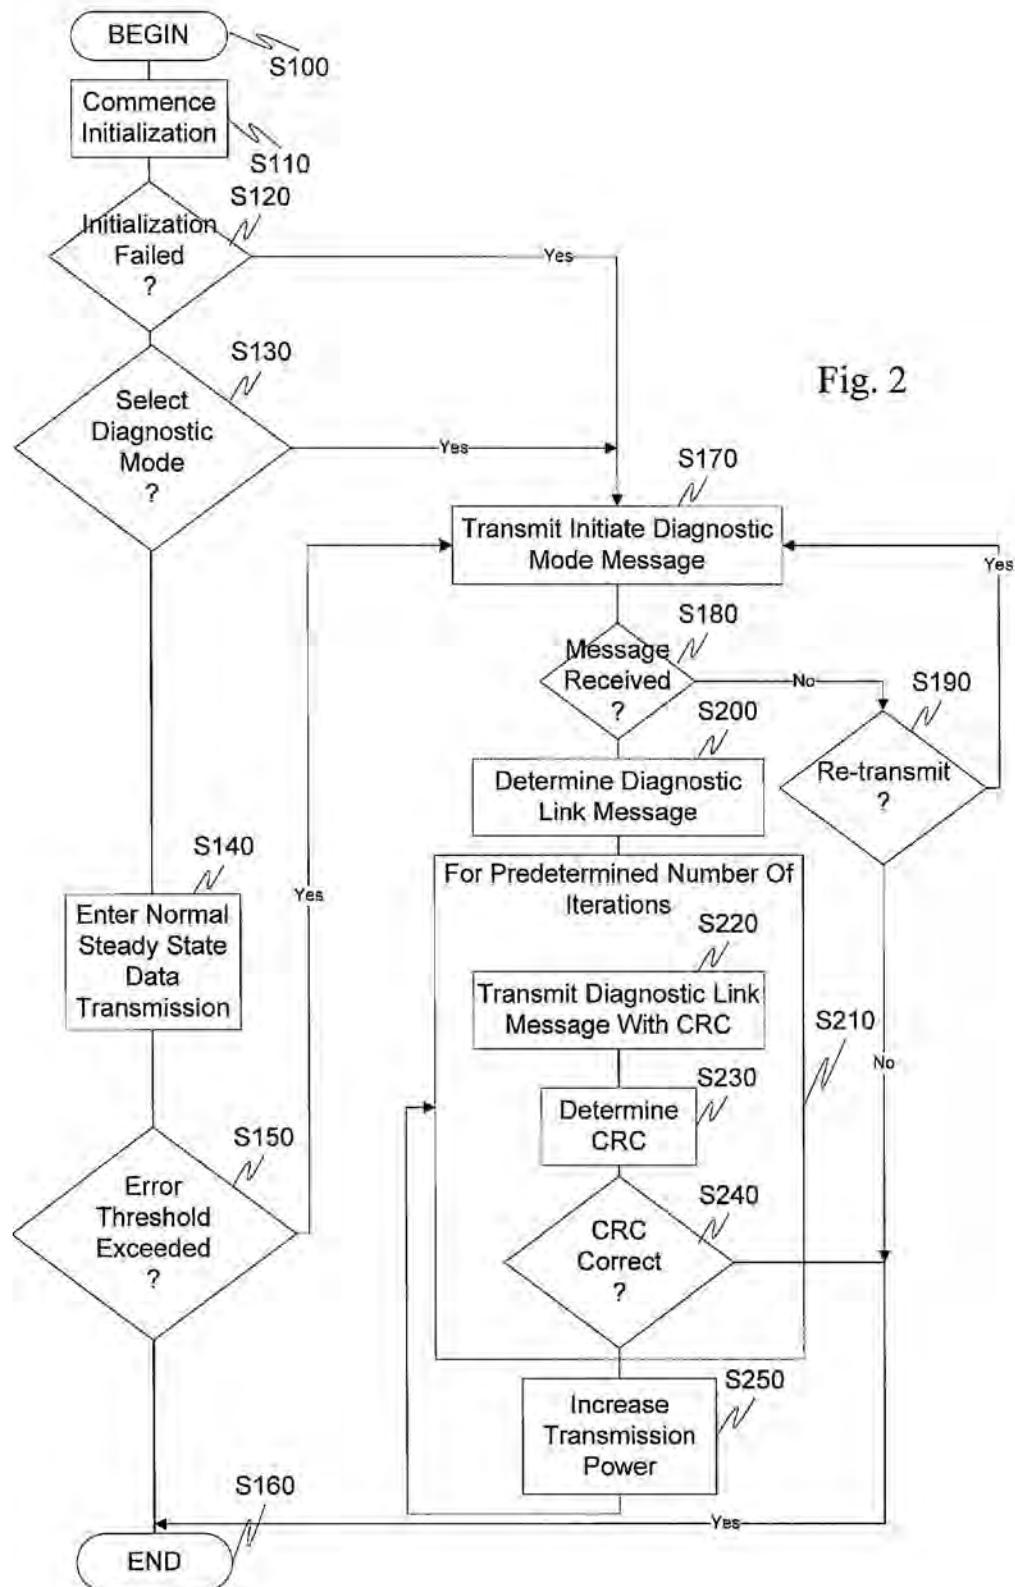 BEGIN
S100
Commence
Initialization
S110
S120
Initialization
Failed
?
Yes
S130
Select
Diagnostic
Mode
?
Yes
Fig. 2
S170
Transmit Initiate Diagnostic
Mode Message
Yes
S180
Message
Received
?
No
S190
Re-transmit
?
S200
Determine Diagnostic
Link Message
S140
Enter Normal
Steady State
Data
Transmission
Yes
For Predetermined Number Of
Iterations
S220
Transmit Diagnostic Link
Message With CRC
S210
No
S230
Determine
CRC
S150
Error
Threshold
Exceeded
?
S240
CRC
Correct
?
S250
Increase
Transmission
Power
S160
Yes
END